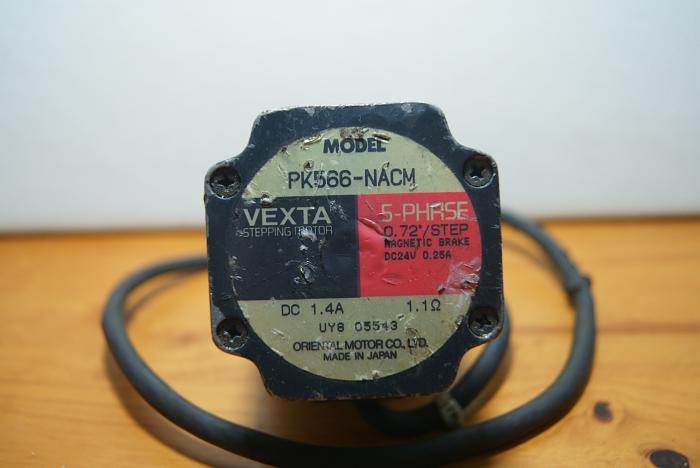 MODEL
PK566-NACM
VEXTA
STEPPING MOTOR
5-PHASE
0.72°/STEP
MAGNETIC BRAKE
DC24V 0.25A
DC 1.4A 1.1Ω
UY8 05543
ORIENTAL MOTOR CO., LTD.
MADE IN JAPAN